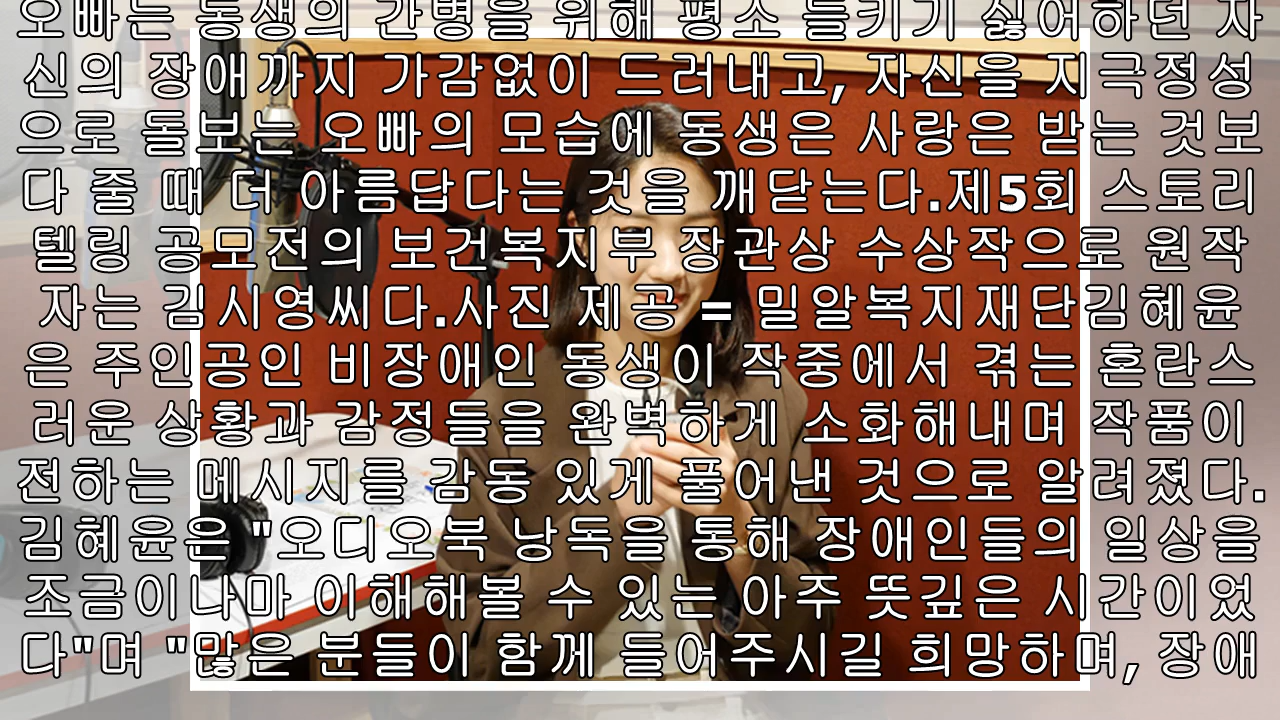 오빠는 동생의 간병을 위해 평소 들키기 싫어하던 자
신의 장애까지 가감없이 드러내고, 자신을 지극정성
으로 돌보는 오빠의 모습에 동생은 사랑은 받는 것보
다 줄 때 더 아름답다는 것을 깨닫는다.제5회 스토리
텔링 공모전의 보건복지부 장관상 수상작으로 원작
자는 김시영씨다.사진 제공 = 밀알복지재단김혜윤
은 주인공인 비장애인 동생이 작중에서 겪는 혼란스
러운 상황과 감정들을 완벽하게 소화해내며 작품이
전하는 메시지를 감동 있게 풀어낸 것으로 알려졌다.
김혜윤은 "오디오북 낭독을 통해 장애인들의 일상을
조금이나마 이해해볼 수 있는 아주 뜻깊은 시간이었
다"며 "많은 분들이 함께 들어주시길 희망하며, 장애